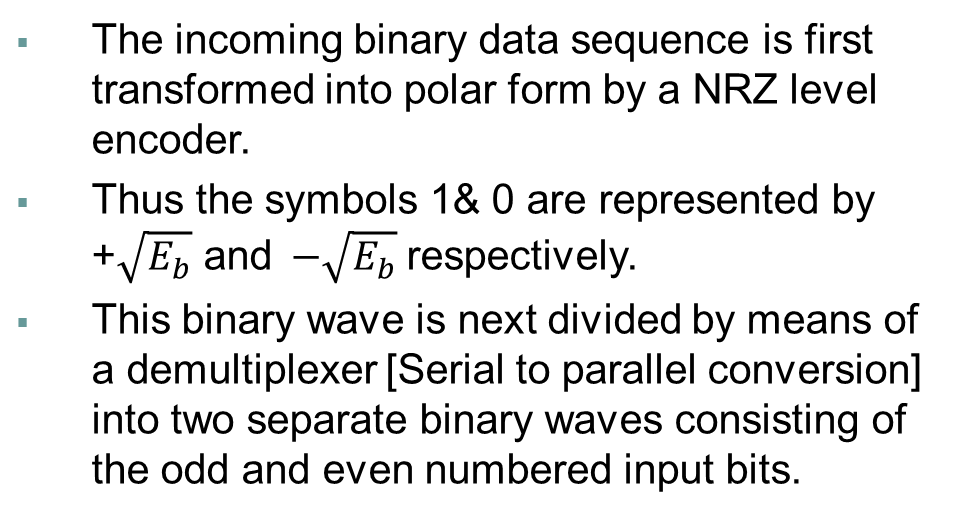 ▪ The incoming binary data sequence is first
transformed into polar form by a NRZ level
encoder.
▪ Thus the symbols 1& 0 are represented by
+√E_b and −√E_b respectively.
▪ This binary wave is next divided by means of
a demultiplexer [Serial to parallel conversion]
into two separate binary waves consisting of
the odd and even numbered input bits.